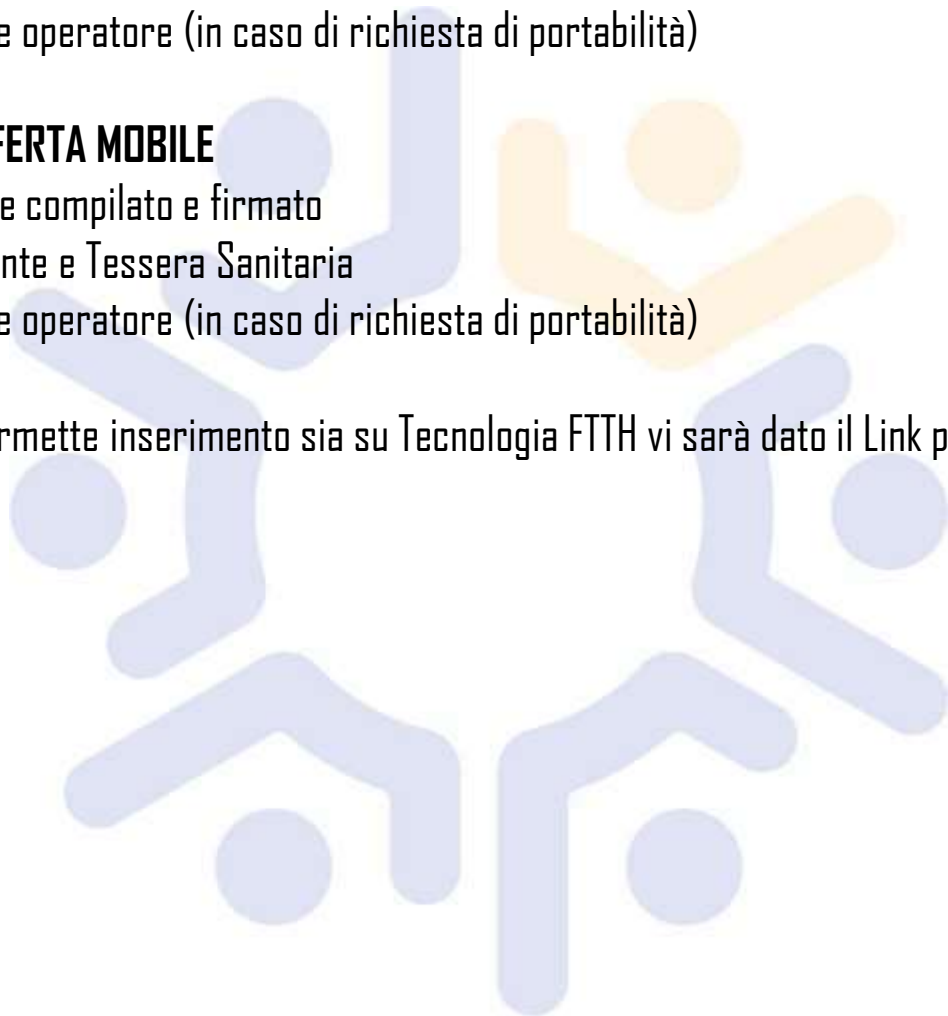 e operatore (in caso di richiesta di portabilità)
FERTA MOBILE
e compilato e firmato
nte e Tessera Sanitaria
e operatore (in caso di richiesta di portabilità)
rmette inserimento sia su Tecnologia FTTH vi sarà dato il Link p